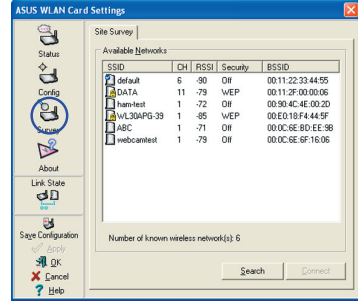 ASUS WLAN Card Settings
Status
Config
Survey
About
Link State
Save Configuration
Apply
OK
Cancel
Help
Site Survey
Available Networks
SSID CH RSSI Security BSSID
default 6 -90 Off 00:11:22:33:44:55
DATA 11 -79 WEP 00:11:2F:00:00:06
ham-test 1 -72 Off 00:90:4C:4E:00:2D
WL30APG-39 1 -85 WEP 00:E0:18:F4:44:5F
ABC 1 -71 Off 00:0C:6E:BD:EE:9B
webcamtest 1 -79 Off 00:0C:6E:6F:16:06
Number of known wireless network(s): 6
Search Connect